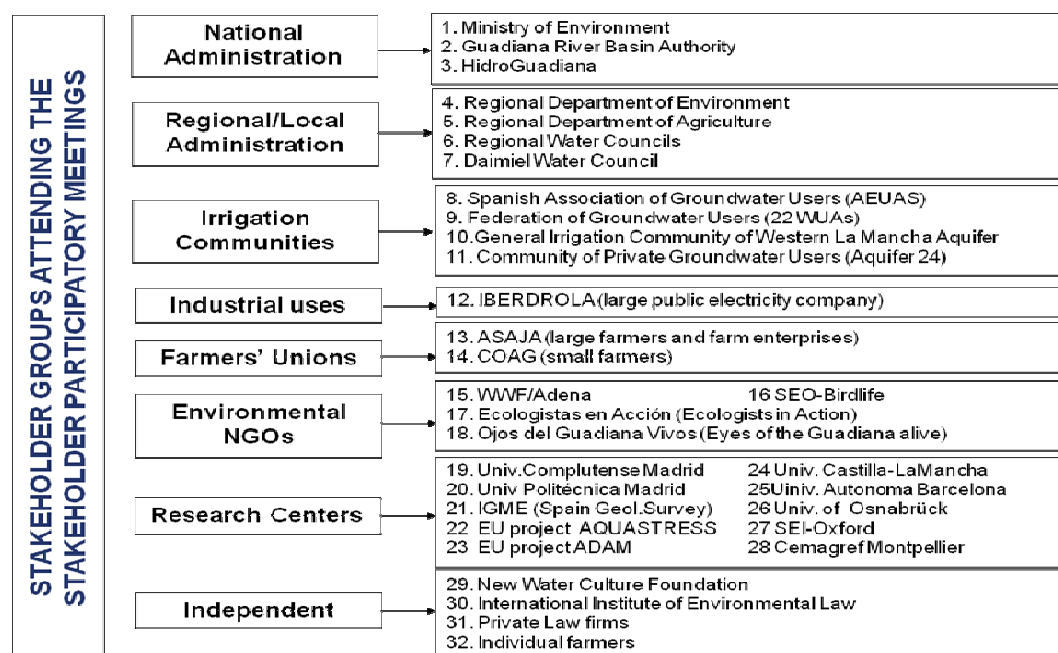 STAKEHOLDER GROUPS ATTENDING THE
STAKEHOLDER PARTICIPATORY MEETINGS
National
Administration
1. Ministry of Environment
2. Guadiana River Basin Authority
3. HidroGuadiana
Regional/Local
Administration
4. Regional Department of Environment
5. Regional Department of Agriculture
6. Regional Water Councils
7. Daimiel Water Council
Irrigation
Communities
8. Spanish Association of Groundwater Users (AEUAS)
9. Federation of Groundwater Users (22 WUAs)
10.General Irrigation Community of Western La Mancha Aquifer
11. Community of Private Groundwater Users (Aquifer 24)
Industrial uses
12. IBERDROLA (large public electricity company)
Farmers' Unions
13. ASAJA (large farmers and farm enterprises)
14. COAG (small farmers)
Environmental
NGOs
15. WWF/Adena 16 SEO-Birdlife
17. Ecologistas en Acción (Ecologists in Action)
18. Ojos del Guadiana Vivos (Eyes of the Guadiana alive)
Research Centers
19. Univ.Complutense Madrid 24 Univ. Castilla-LaMancha
20. Univ Politécnica Madrid 25Uiniv. Autonoma Barcelona
21. IGME (Spain Geol.Survey) 26 Univ. of Osnabrück
22 EU project AQUASTRESS 27 SEI-Oxford
23 EU project ADAM 28 Cemagref Montpellier
Independent
29. New Water Culture Foundation
30. International Institute of Environmental Law
31. Private Law firms
32. Individual farmers